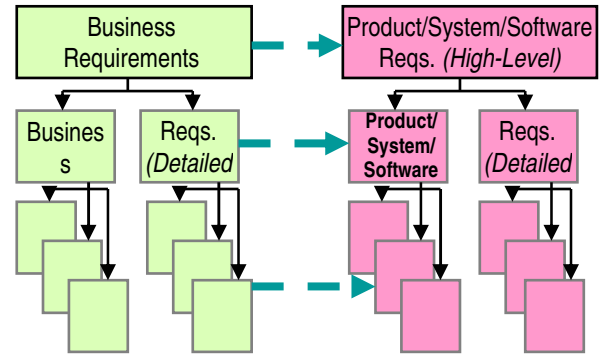 Business
Requirements
Product/System/Software
Reqs. (High-Level)
Busines
s
Reqs.
(Detailed
Product/
System/
Software
Reqs.
(Detailed